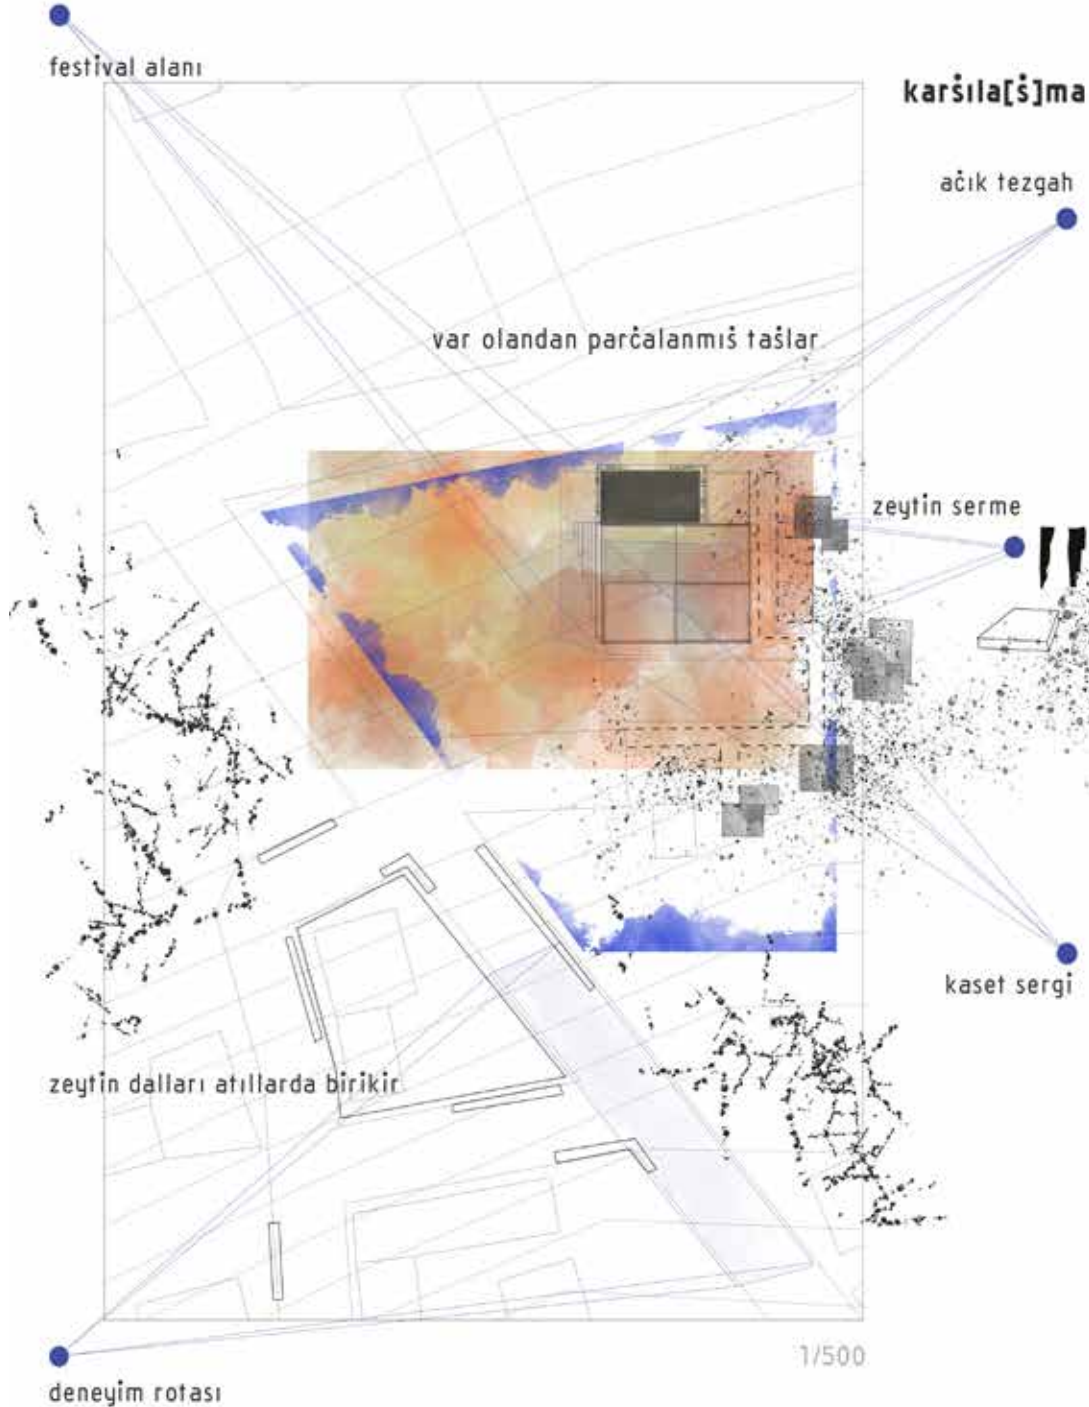 festival alanı
karşıla[ş]ma
açık tezgah
var olandan parçalanmış taşlar
zeytin serme
kaset sergi
zeytin dalları atıllarda birikir
1/500
deneyim rotası